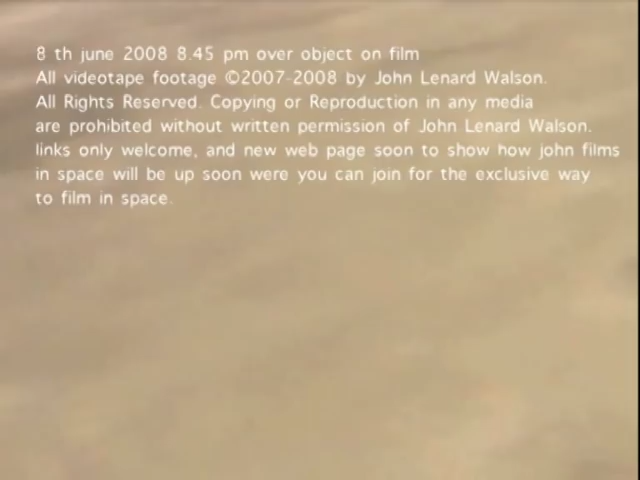 8 th june 2008 8.45 pm over object on film
All videotape footage ©2007-2008 by John Lenard Walson.
All Rights Reserved. Copying or Reproduction in any media
are prohibited without written permission of John Lenard Walson.
links only welcome, and new web page soon to show how john films
in space will be up soon were you can join for the exclusive way
to film in space.